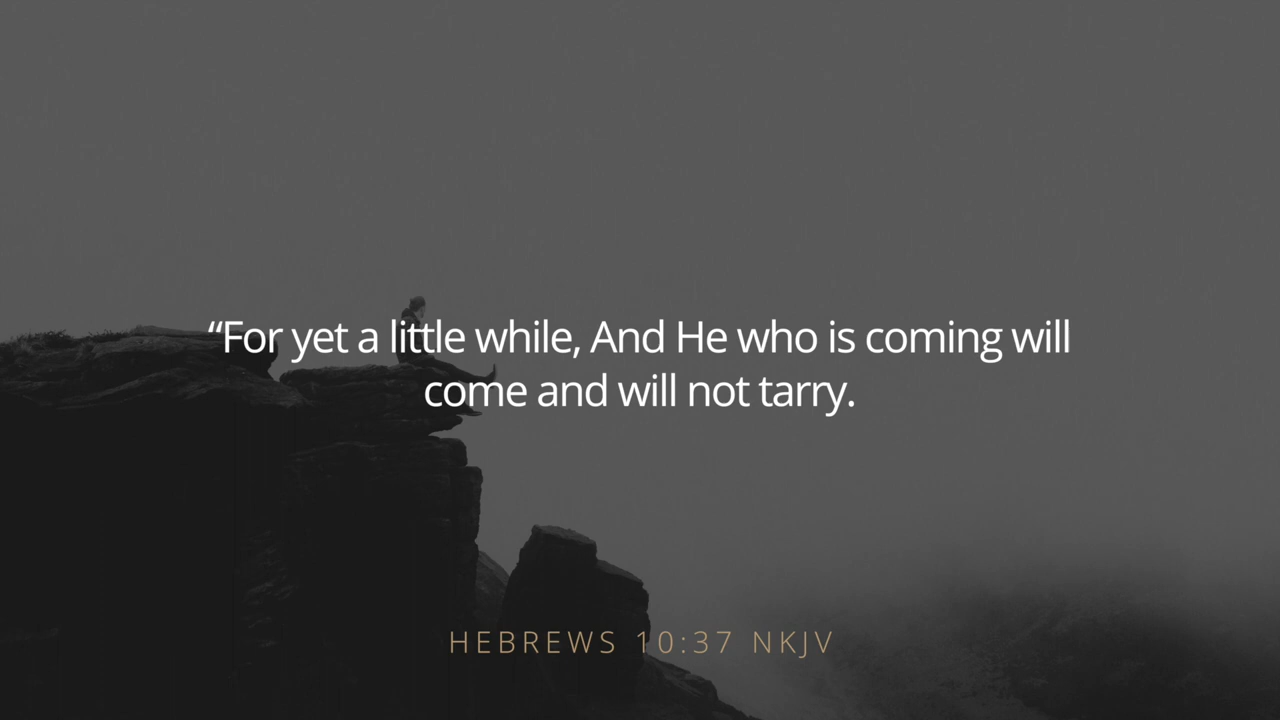 “For yet a little while, And He who is coming will
come and will not tarry.
HEBREWS 10:37 NKJV